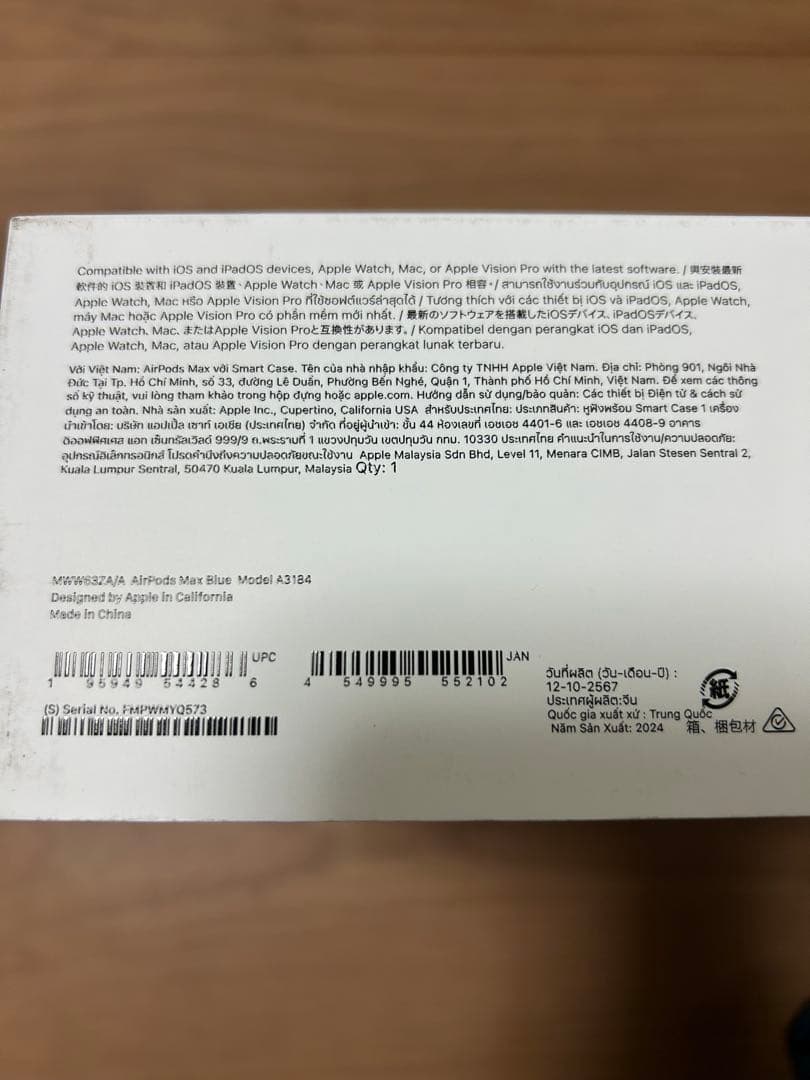 Compatible with iOS and iPadOS devices, Apple Watch, Mac, or Apple Vision Pro with the latest software. / 與安裝最新
軟件的 iOS 裝置和 iPadOS 裝置、Apple Watch、Mac 或 Apple Vision Pro 相容。/ สามารถใช้งานร่วมกับอุปกรณ์ iOS และ iPadOS,
Apple Watch, Mac หรือ Apple Vision Pro ที่ใช้ซอฟต์แวร์ล่าสุดได้ / Tương thích với các thiết bị iOS và iPadOS, Apple Watch,
máy Mac hoặc Apple Vision Pro có phần mềm mới nhất. / 最新のソフトウェアを搭載したiOSデバイス、iPadOSデバイス、
Apple Watch、Mac、またはApple Vision Proと互換性があります。/ Kompatibel dengan perangkat iOS dan iPadOS,
Apple Watch, Mac, atau Apple Vision Pro dengan perangkat lunak terbaru.
Với Việt Nam: AirPods Max với Smart Case. Tên của nhà nhập khẩu: Công ty TNHH Apple Việt Nam. Địa chỉ: Phòng 901, Ngôi Nhà
Đức Tại Tp. Hồ Chí Minh, số 33, đường Lê Duẩn, Phường Bến Nghé, Quận 1, Thành phố Hồ Chí Minh, Việt Nam. Để xem các thông
số kỹ thuật, vui lòng tham khảo trong hộp đựng hoặc apple.com. Hướng dẫn sử dụng/bảo quản: Các thiết bị Điện tử & cách sử
dụng an toàn. Nhà sản xuất: Apple Inc., Cupertino, California USA สำหรับประเทศไทย: ประเภทสินค้า: หูฟังพร้อม Smart Case 1 เครื่อง
นำเข้าโดย: บริษัท แอปเปิ้ล เซาท์ เอเชีย (ประเทศไทย) จำกัด ที่อยู่ผู้นำเข้า: ชั้น 44 ห้องเลขที่ เอชเอช 4401-6 และ เอชเอช 4408-9 อาคาร
ดิออฟฟิศเศส แอท เซ็นทรัลเวิลด์ 999/9 ถ.พระรามที่ 1 แขวงปทุมวัน เขตปทุมวัน กทม. 10330 ประเทศไทย คำแนะนำในการใช้งาน/ความปลอดภัย:
อุปกรณ์อิเล็กทรอนิกส์ โปรดคำนึงถึงความปลอดภัยขณะใช้งาน Apple Malaysia Sdn Bhd, Level 11, Menara CIMB, Jalan Stesen Sentral 2,
Kuala Lumpur Sentral, 50470 Kuala Lumpur, Malaysia Qty: 1
MWW63ZA/A AirPods Max Blue Model A3184
Designed by Apple in California
Made in China
UPC
1 95949 54428 6
JAN
4 549995 552102
(S) Serial No. FMPWMYQ573
วันที่ผลิต (วัน-เดือน-ปี) :
12-10-2567
ประเทศผู้ผลิต:จีน
Quốc gia xuất xứ : Trung Quốc
Năm Sản Xuất: 2024
紙
箱、梱包材